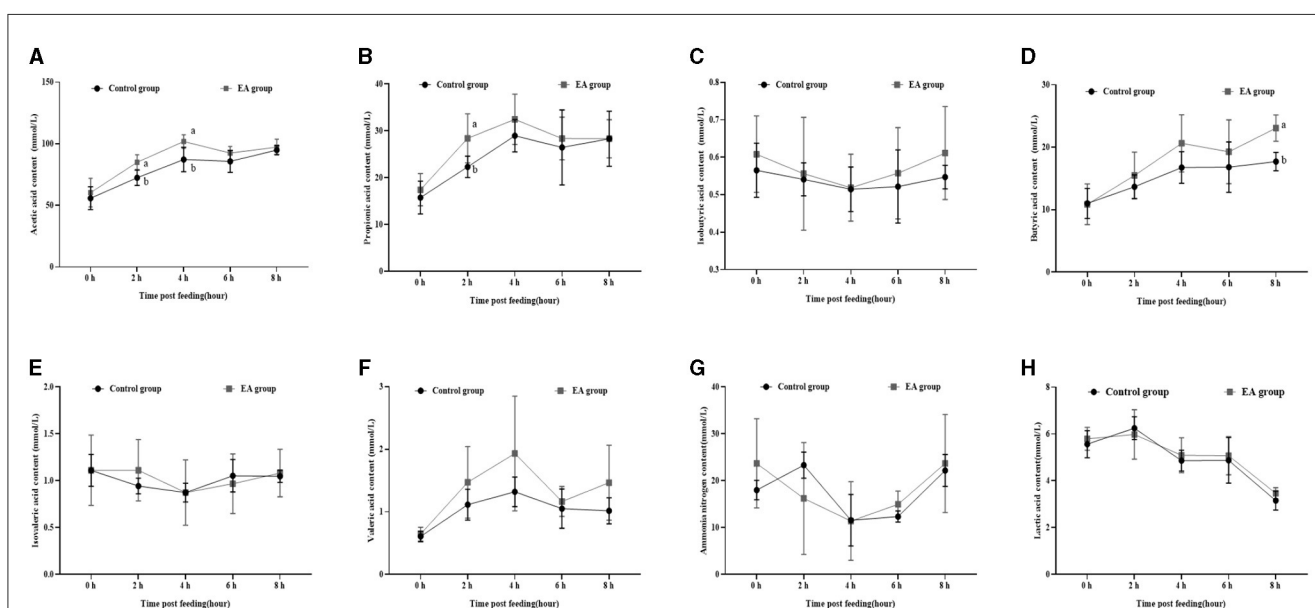 A
Control group
EA group
Acetic acid content (mmol/L)
150
100
50
0
a
b
a
b
0 h
2 h
4 h
6 h
8 h
Time post feeding(hour)
B
Control group
EA group
Propionic acid content (mmol/L)
40
30
20
10
0
a
b
0 h
2 h
4 h
6 h
8 h
Time post feeding(hour)
C
Control group
EA group
Isobutyric acid content (mmol/L)
0.8
0.7
0.6
0.5
0.4
0.3
0 h
2 h
4 h
6 h
8 h
Time post feeding(hour)
D
Control group
EA group
Butyric acid content (mmol/L)
30
20
10
0
a
b
0 h
2 h
4 h
6 h
8 h
Time post feeding(hour)
E
Control group
EA group
Isovaleric acid content (mmol/L)
2.0
1.5
1.0
0.5
0.0
0 h
2 h
4 h
6 h
8 h
Time post feeding(hour)
F
Control group
EA group
Valeric acid content (mmol/L)
3
2
1
0
0 h
2 h
4 h
6 h
8 h
Time post feeding(hour)
G
Control group
EA group
Ammonia nitrogen content(mmol/L)
40
30
20
10
0
0 h
2 h
4 h
6 h
8 h
Time post feeding(hour)
H
Control group
EA group
Lactic acid content(mmol/L)
8
6
4
2
0
0 h
2 h
4 h
6 h
8 h
Time post feeding(hour)